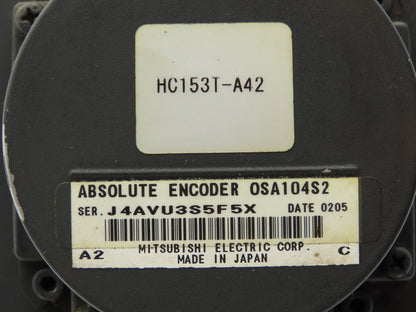 HC153T-A42
ABSOLUTE ENCODER OSA104S2
SER. J4AVU3S5F5X DATE 0205
MITSUBISHI ELECTRIC CORP.
A2 MADE IN JAPAN C